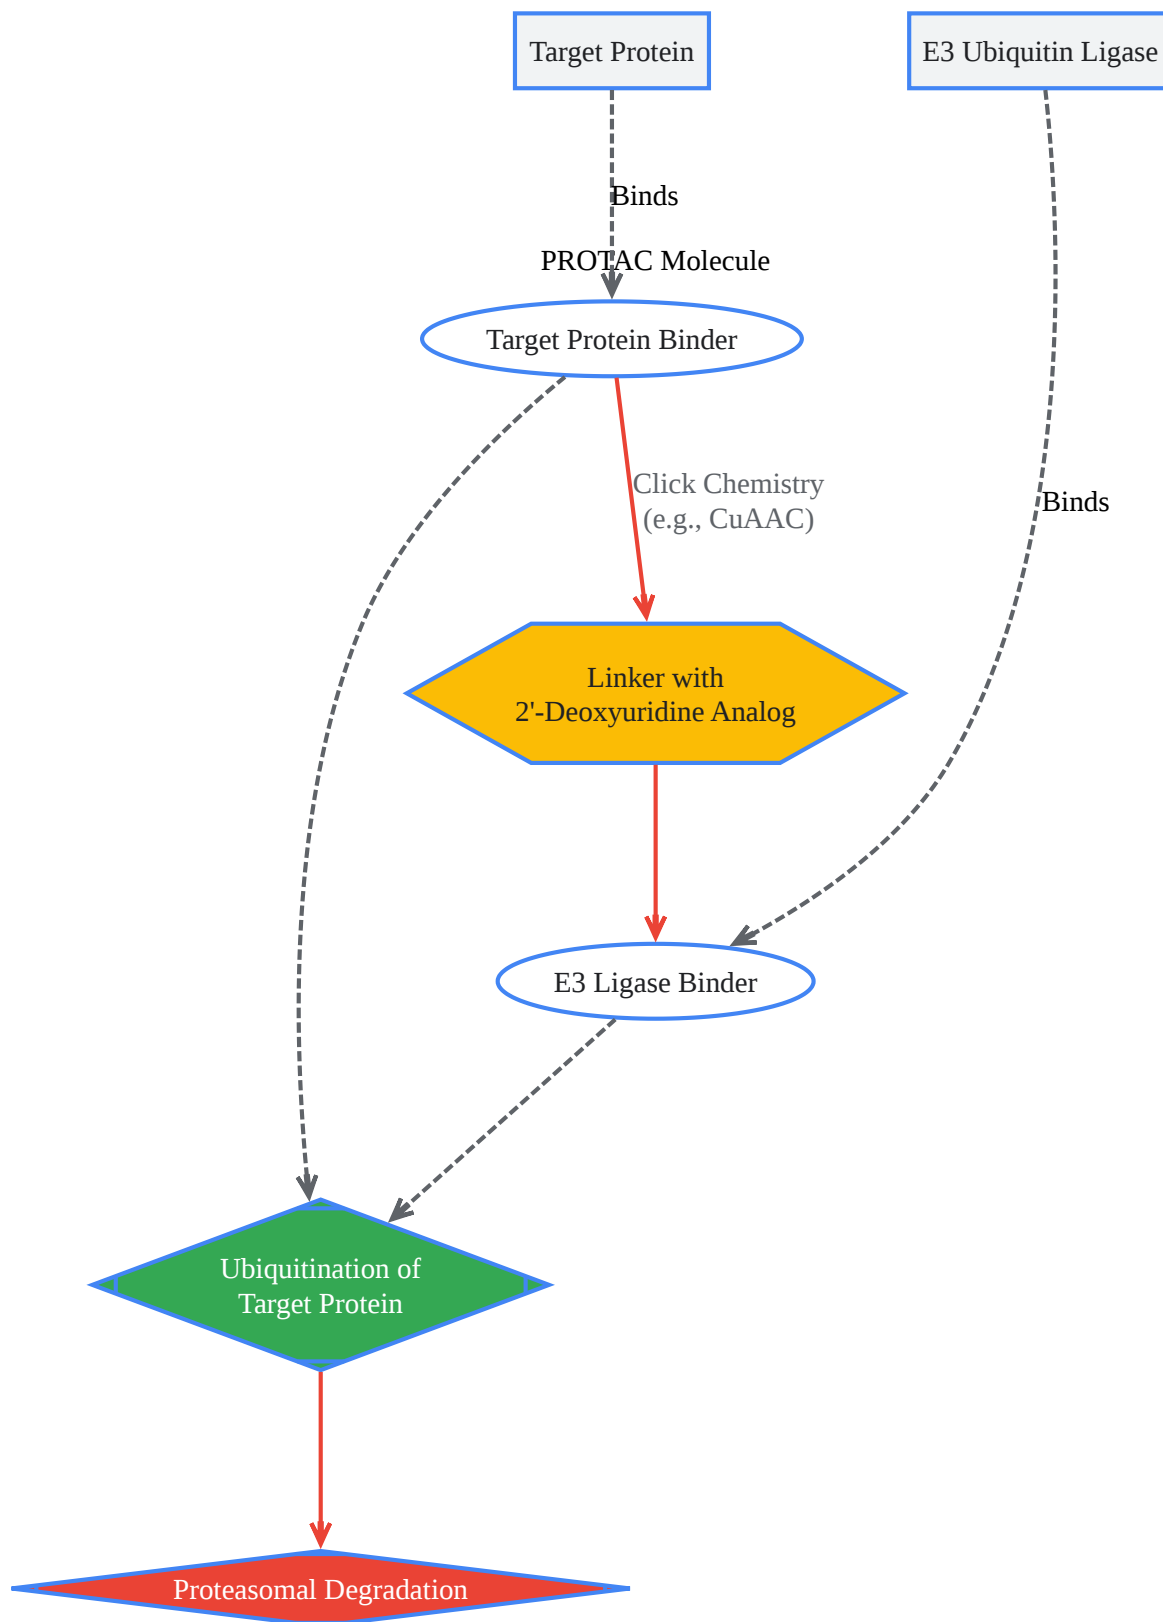 Target Protein
E3 Ubiquitin Ligase
Binds
PROTAC Molecule
Target Protein Binder
Click Chemistry
(e.g., CuAAC)
Binds
Linker with
2'-Deoxyuridine Analog
E3 Ligase Binder
Ubiquitination of
Target Protein
Proteasomal Degradation